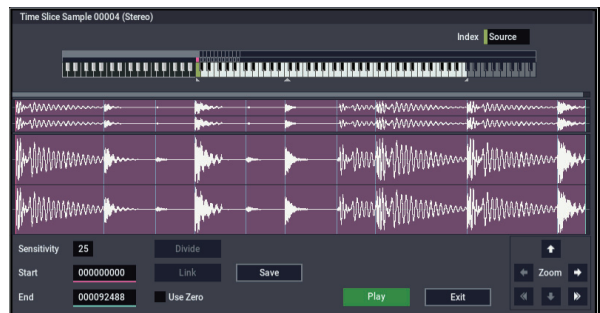 Time Slice Sample 00004 (Stereo)
Index Source
Sensitivity 25 Divide
Start 000000000 Link Save Zoom
End 000092488 Use Zero Play Exit